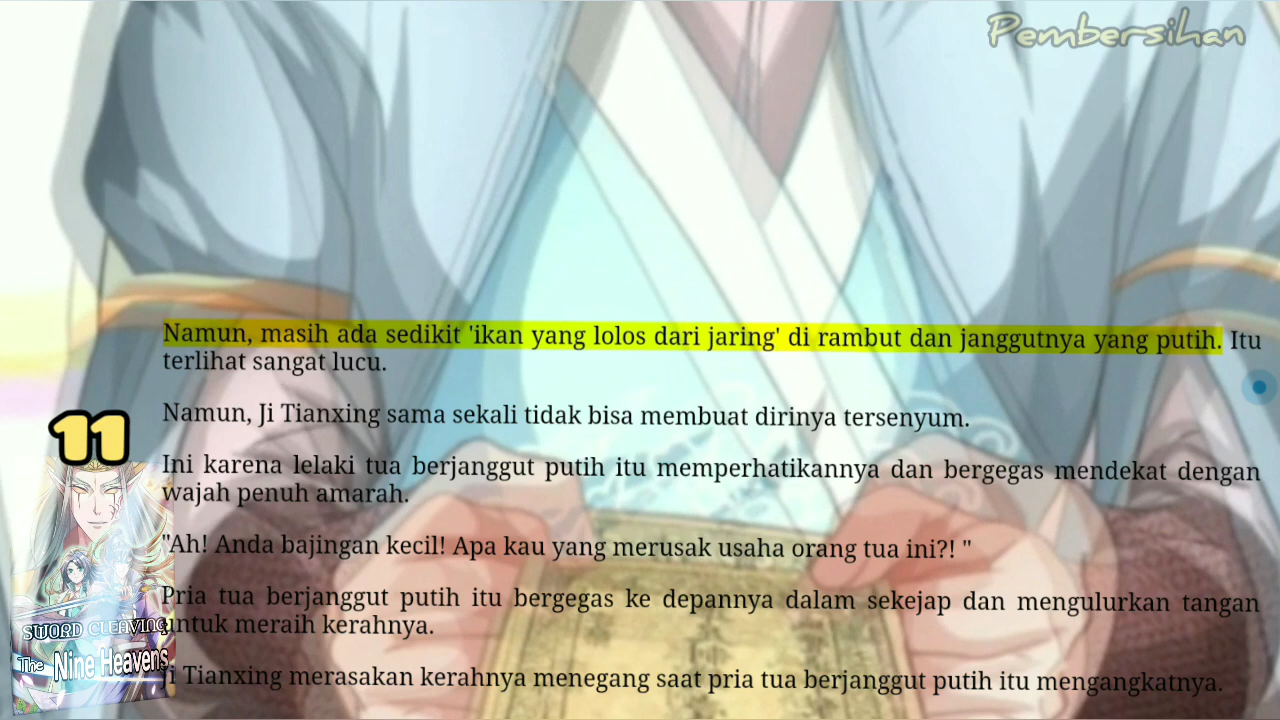 Pembersihan
Namun, masih ada sedikit 'ikan yang lolos dari jaring' di rambut dan janggutnya yang putih. Itu
terlihat sangat lucu.
Namun, Ji Tianxing sama sekali tidak bisa membuat dirinya tersenyum.
11
Ini karena lelaki tua berjanggut putih itu memperhatikannya dan bergegas mendekat dengan
wajah penuh amarah.
"Ah! Anda bajingan kecil! Apa kau yang merusak usaha orang tua ini?! "
Pria tua berjanggut putih itu bergegas ke depannya dalam sekejap dan mengulurkan tangan
untuk meraih kerahnya.
SWORD CLEAVING
The Nine Heavens
Ji Tianxing merasakan kerahnya menegang saat pria tua berjanggut putih itu mengangkatnya.